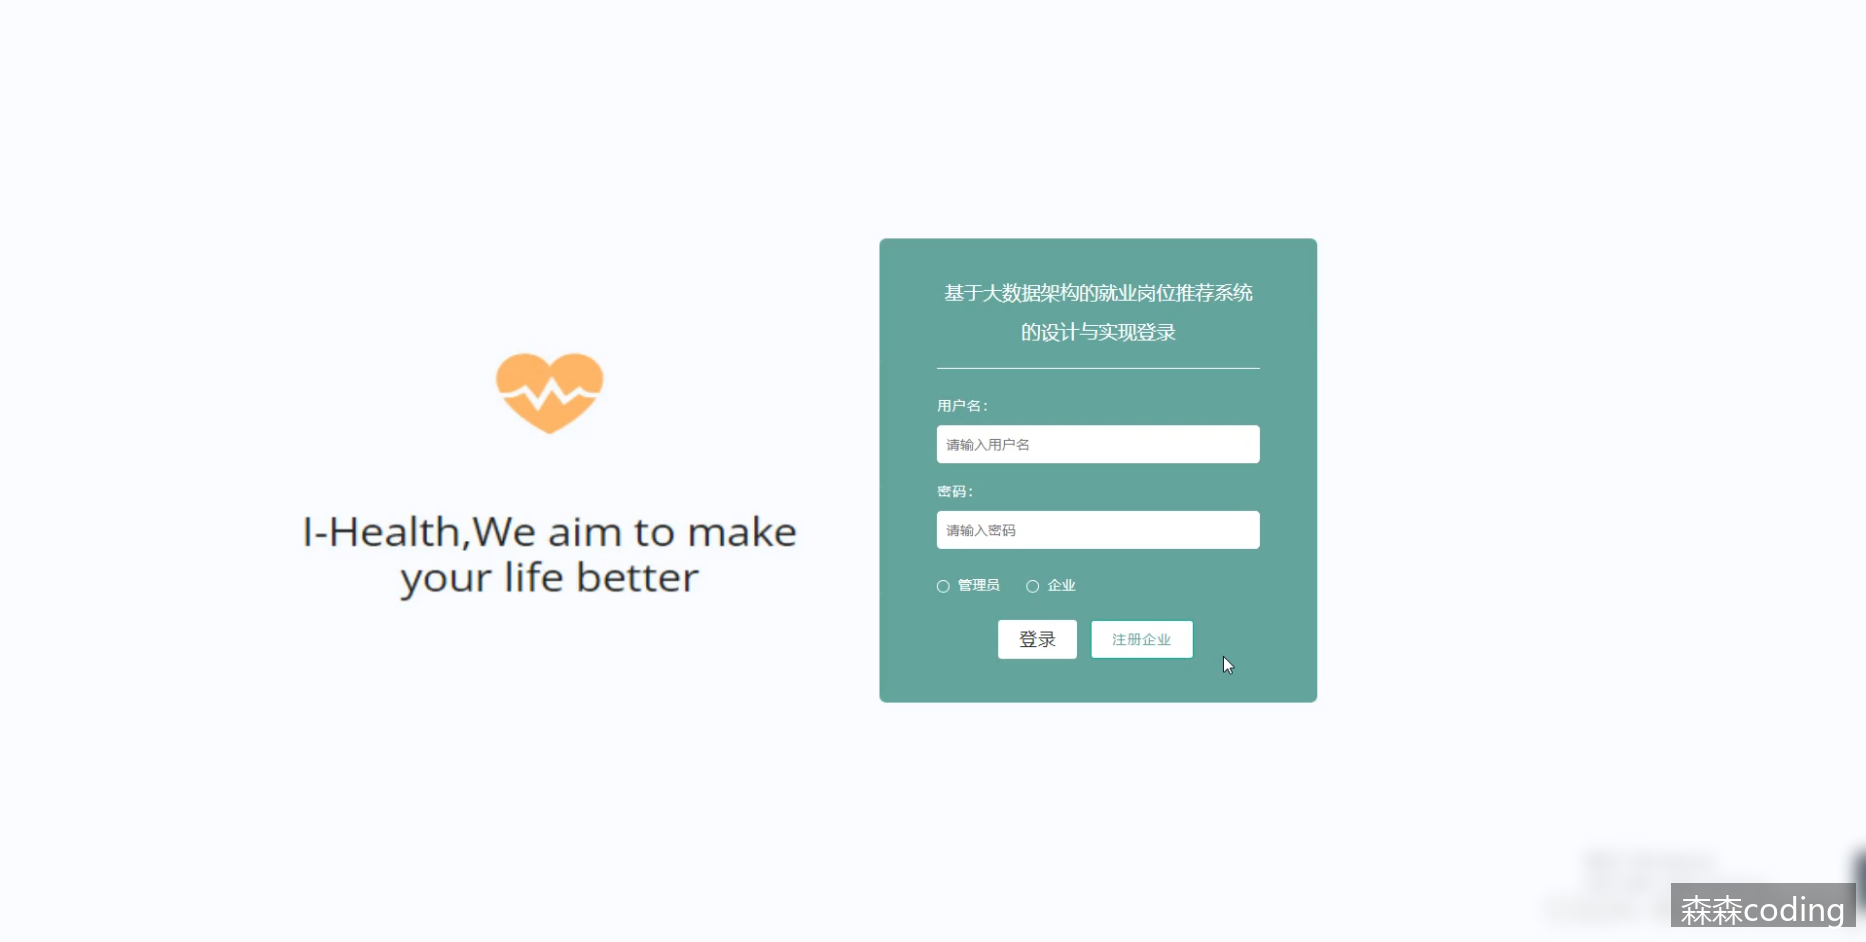 I-Health,We aim to make
your life better
基于大数据架构的就业岗位推荐系统
的设计与实现登录
用户名：
请输入用户名
密码：
请输入密码
管理员 企业
登录 注册企业
森森coding